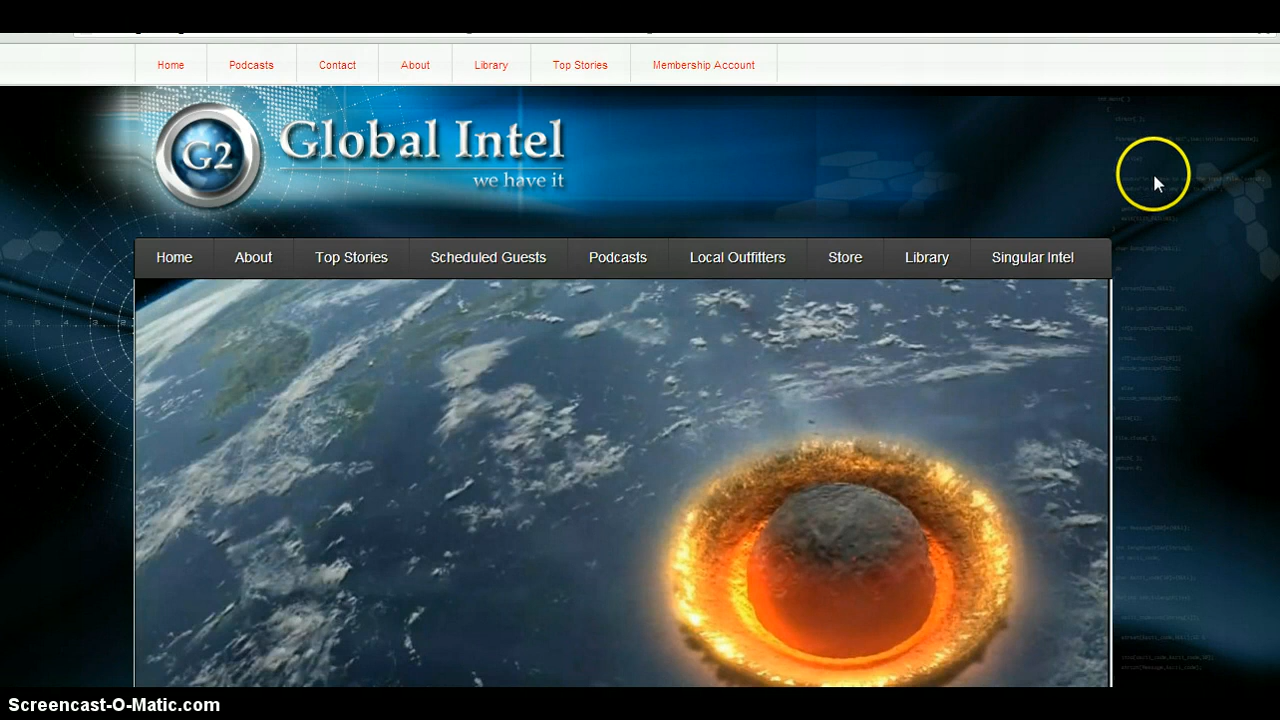 Home Podcasts Contact About Library Top Stories Membership Account
G2
Global Intel
we have it
Home About Top Stories Scheduled Guests Podcasts Local Outfitters Store Library Singular Intel
Screencast-O-Matic.com